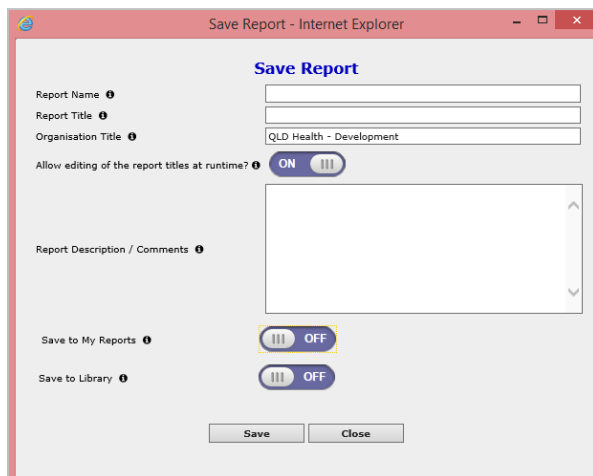 Save Report - Internet Explorer
Save Report
Report Name
Report Title
Organisation Title QLD Health - Development
Allow editing of the report titles at runtime? ON
Report Description / Comments
Save to My Reports OFF
Save to Library OFF
Save Close